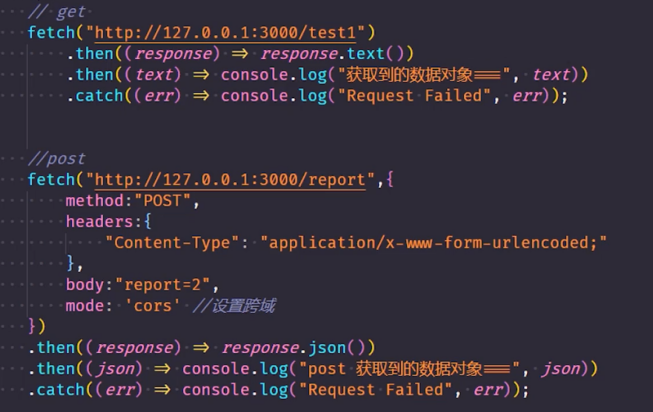 // get
fetch("http://127.0.0.1:3000/test1")
.then((response) => response.text())
.then((text) => console.log("获取到的数据对象===", text))
.catch((err) => console.log("Request Failed", err));
//post
fetch("http://127.0.0.1:3000/report",{
method:"POST",
headers:{
"Content-Type": "application/x-www-form-urlencoded;"
},
body:"report=2",
mode: 'cors' //设置跨域
})
.then((response) => response.json())
.then((json) => console.log("post 获取到的数据对象===", json))
.catch((err) => console.log("Request Failed", err));